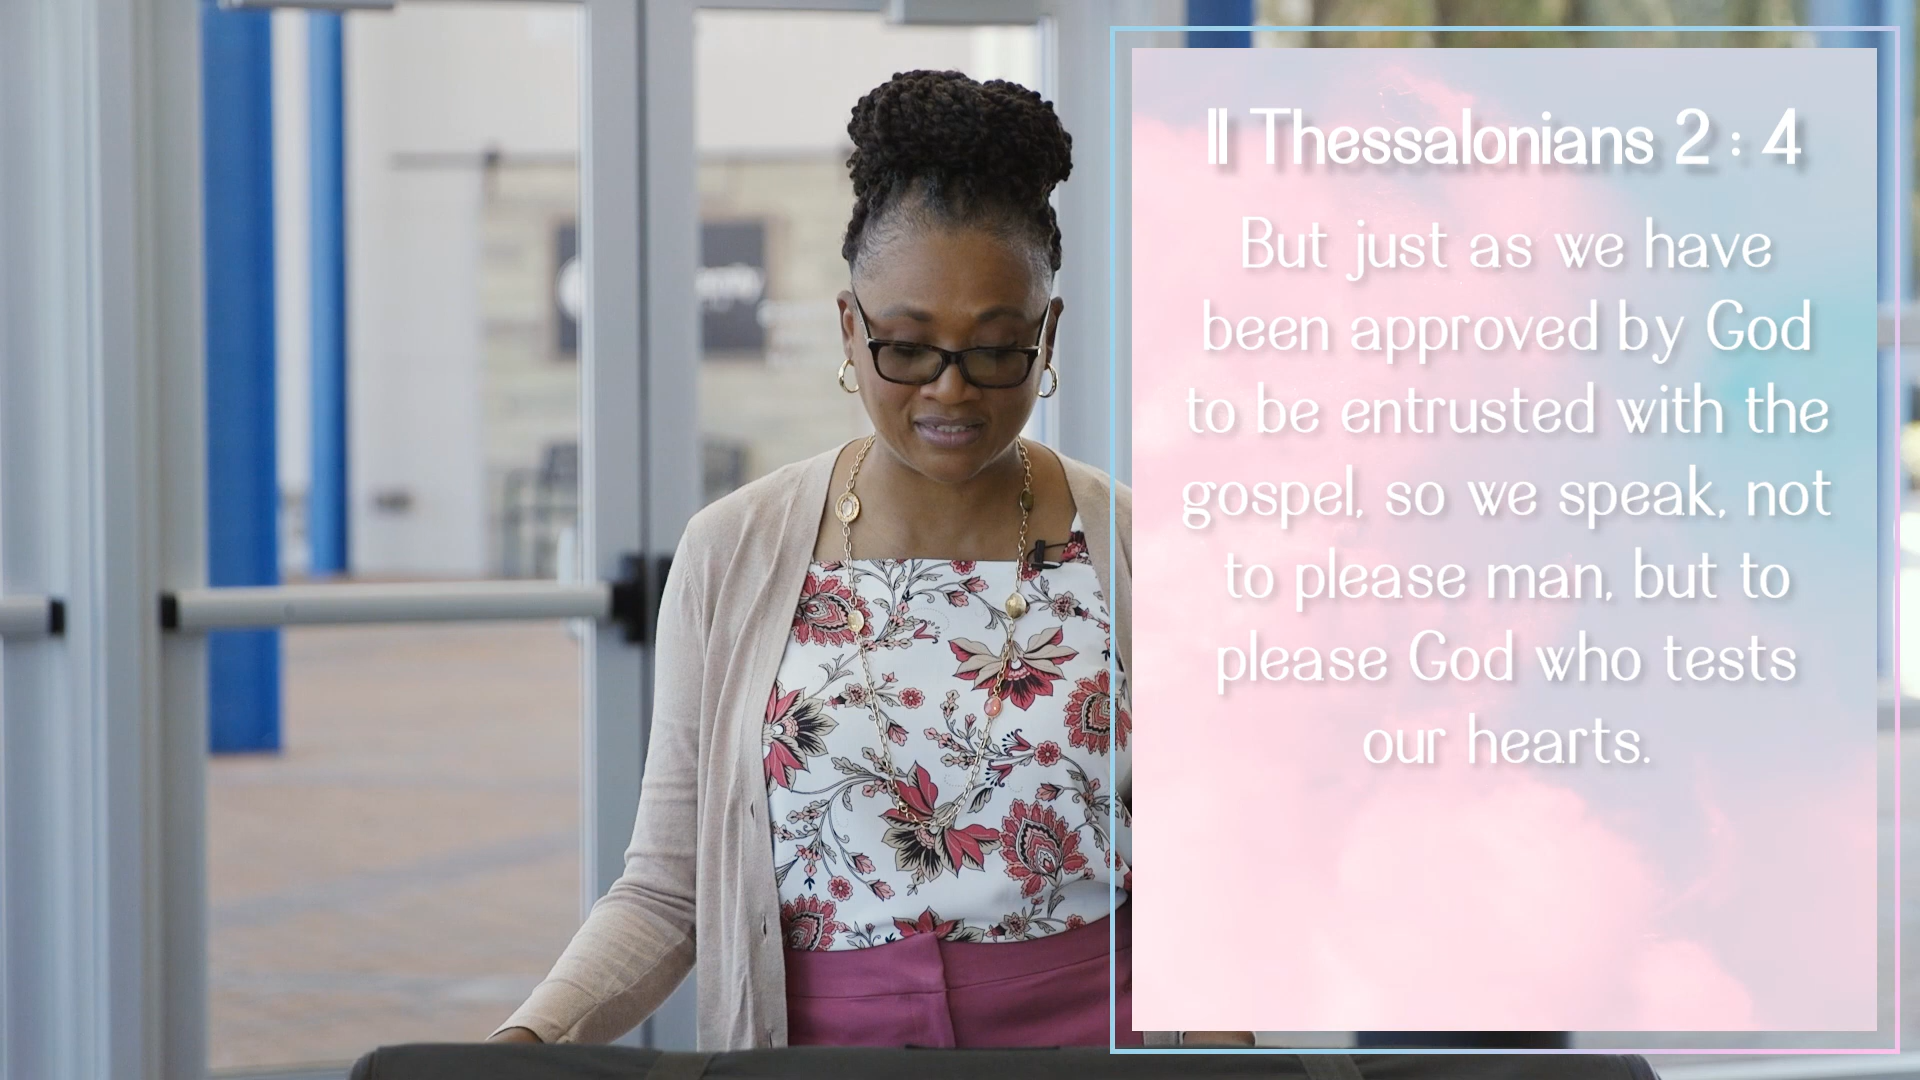 II Thessalonians 2 : 4
But just as we have
been approved by God
to be entrusted with the
gospel, so we speak, not
to please man, but to
please God who tests
our hearts.